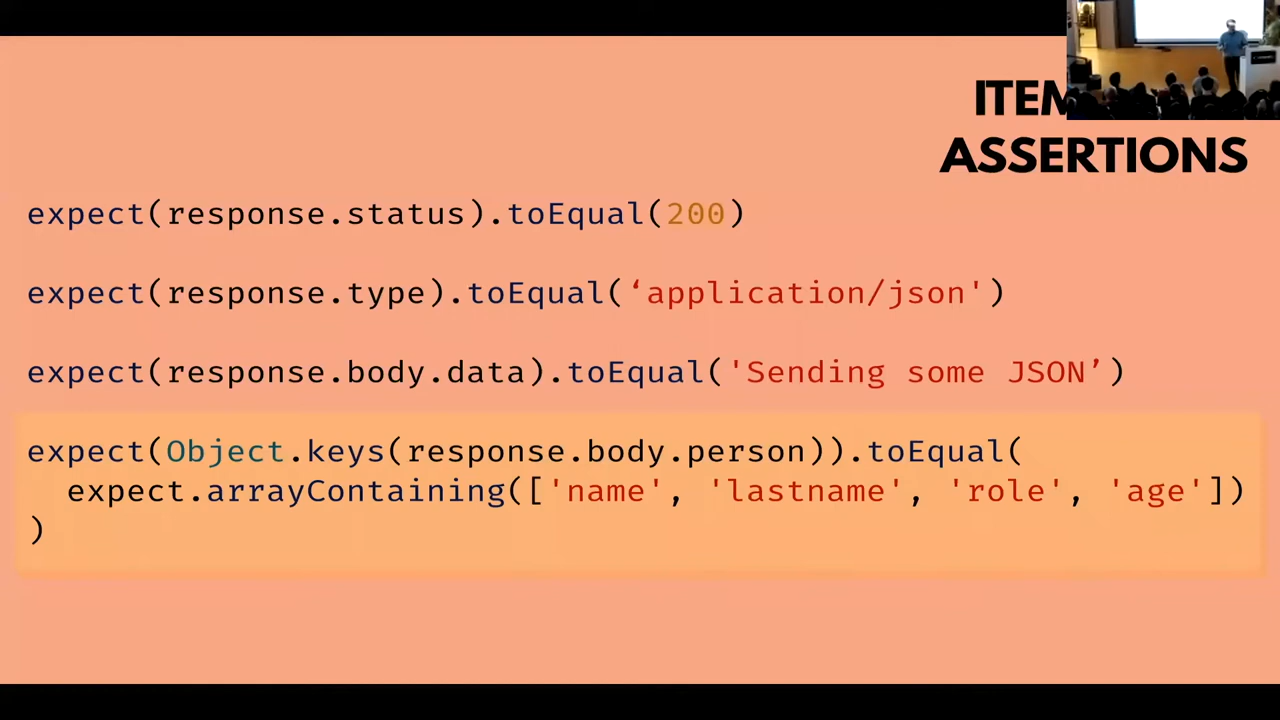 ASSERTIONS
expect(response.status).toEqual(200)
expect(response.type).toEqual(‘application/json')
expect(response.body.data).toEqual('Sending some JSON’)
expect(Object.keys(response.body.person)).toEqual(
expect.arrayContaining(['name', 'lastname', 'role', 'age'])
)